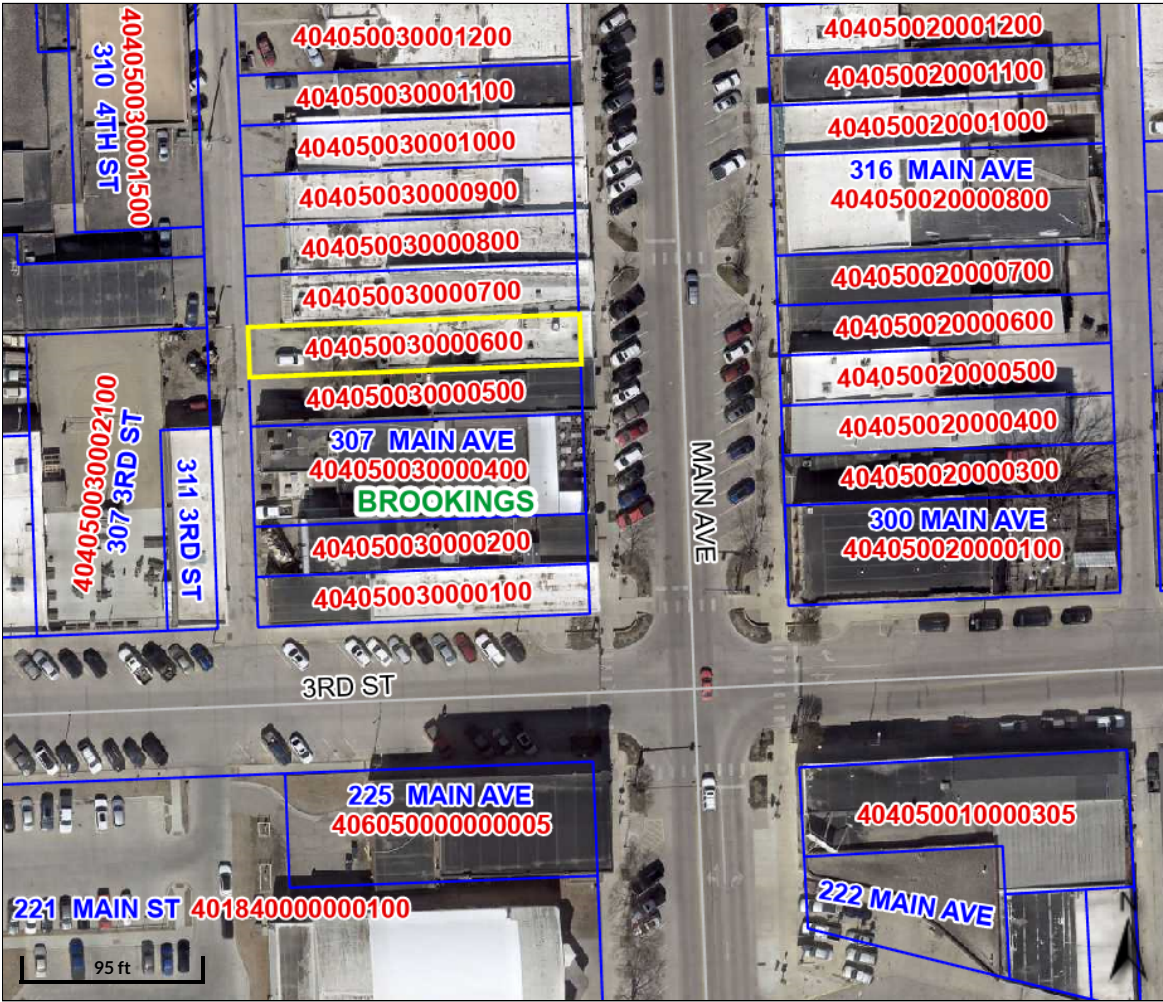 404050030001200
404050020001200
310 4TH ST
404050030001500
404050030001100
404050020001100
404050030001000
404050020001000
404050030000900
316 MAIN AVE
404050020000800
404050030000800
404050030000700
404050020000700
404050030000600
404050020000600
404050030000500
404050020000500
307 3RD ST
404050030002100
311 3RD ST
307 MAIN AVE
404050030000400
BROOKINGS
MAIN AVE
404050020000400
404050020000300
404050030000200
300 MAIN AVE
404050020000100
404050030000100
3RD ST
225 MAIN AVE
406050000000005
404050010000305
221 MAIN ST 401840000000100
222 MAIN AVE
95 ft